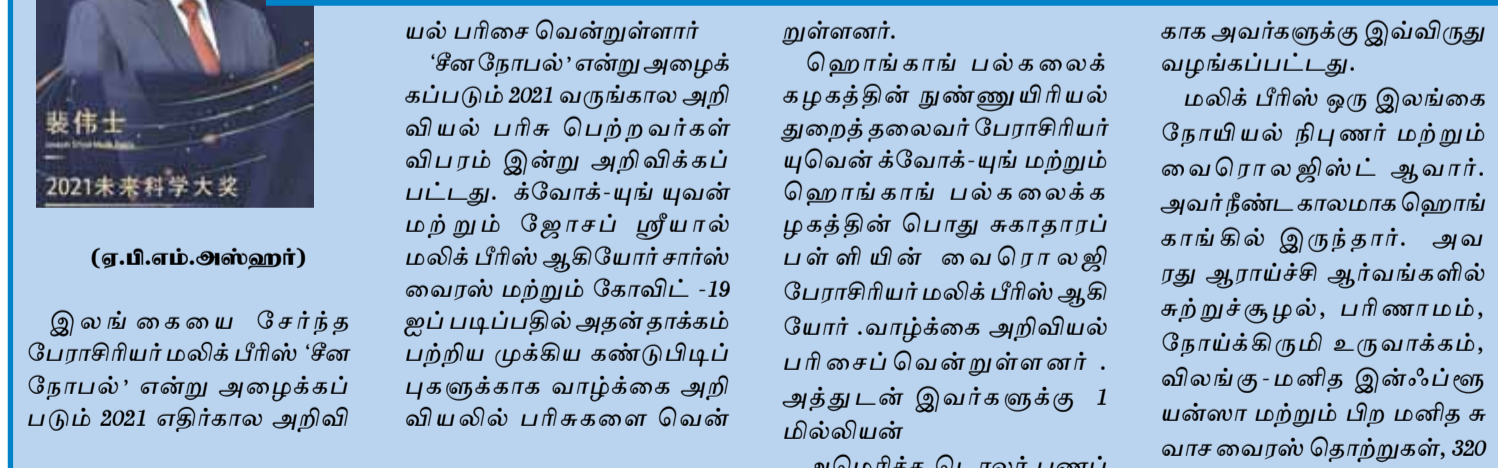 裴伟士
2021未来科学大奖
(ஏ.பி.எம்.அஸ்ஹர்)
இலங்கையை சேர்ந்த
பேராசிரியர் மலிக் பீரிஸ் ‘சீன
நோபல்’ என்று அழைக்கப்
படும் 2021 எதிர்கால அறிவி
யல் பரிசை வென்றுள்ளார்
‘சீன நோபல்’ என்று அழைக்
கப்படும் 2021 வருங்கால அறி
வியல் பரிசு பெற்றவர்கள்
விபரம் இன்று அறிவிக்கப்
பட்டது. க்வோக்-யுங் யுவன்
மற்றும் ஜோசப் ஸ்ரீயால்
மலிக் பீரிஸ் ஆகியோர் சார்ஸ்
வைரஸ் மற்றும் கோவிட் -19
ஐப் படிப்பதில் அதன் தாக்கம்
பற்றிய முக்கிய கண்டுபிடிப்
புகளுக்காக வாழ்க்கை அறி
வியலில் பரிசுகளை வென்
றுள்ளனர்.
ஹொங்காங் பல்கலைக்
கழகத்தின் நுண்ணுயிரியல்
துறைத் தலைவர் பேராசிரியர்
யுவென் க்வோக்-யுங் மற்றும்
ஹொங்காங் பல்கலைக்க
ழகத்தின் பொது சுகாதாரப்
பள்ளியின் வைரொலஜி
பேராசிரியர் மலிக் பீரிஸ் ஆகி
யோர் .வாழ்க்கை அறிவியல்
பரிசைப் வென்றுள்ளனர் .
அத்துடன் இவர்களுக்கு 1
மில்லியன்
அமெரிக்க டொலர் பணப்
காக அவர்களுக்கு இவ்விருது
வழங்கப்பட்டது.
மலிக் பீரிஸ் ஒரு இலங்கை
நோயியல் நிபுணர் மற்றும்
வைரொலஜிஸ்ட் ஆவார்.
அவர் நீண்ட காலமாக ஹொங்
காங்கில் இருந்தார். அவ
ரது ஆராய்ச்சி ஆர்வங்களில்
சுற்றுச்சூழல், பரிணாமம்,
நோய்க்கிருமி உருவாக்கம்,
விலங்கு-மனித இன்ஃப்ளூ
யன்ஸா மற்றும் பிற மனித சு
வாச வைரஸ் தொற்றுகள், 320